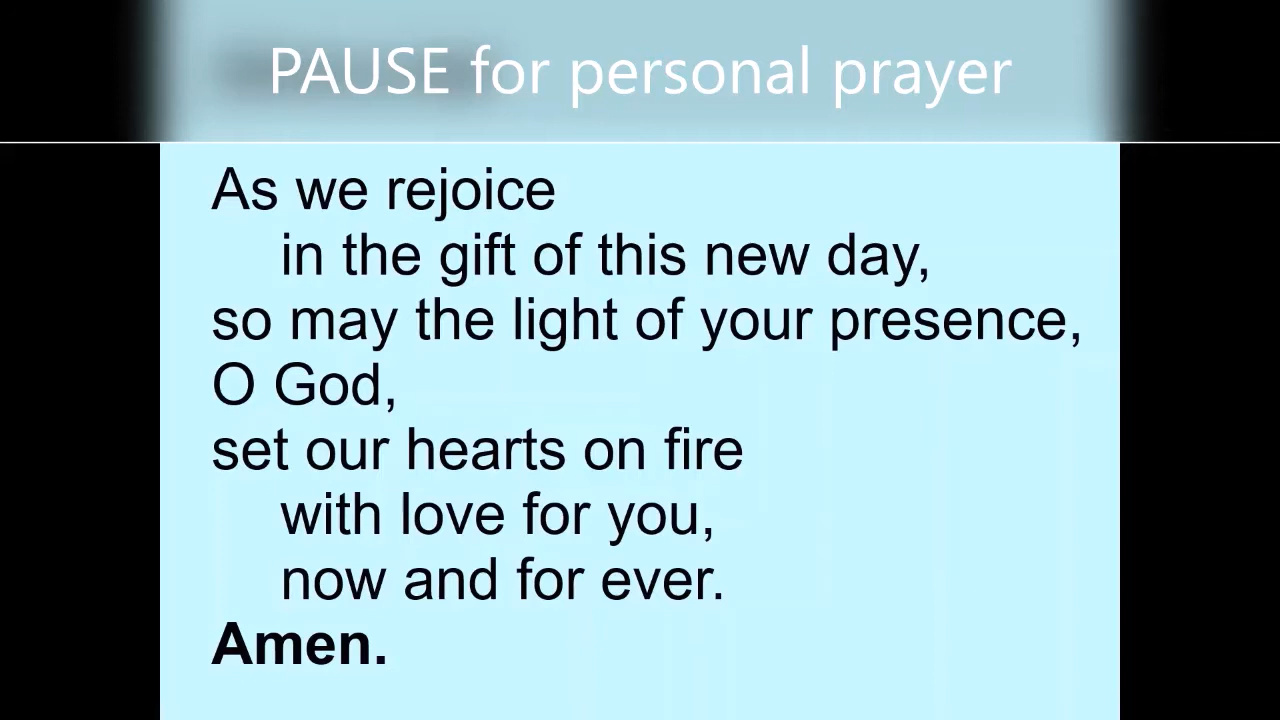 PAUSE for personal prayer
As we rejoice
in the gift of this new day,
so may the light of your presence,
O God,
set our hearts on fire
with love for you,
now and for ever.
Amen.